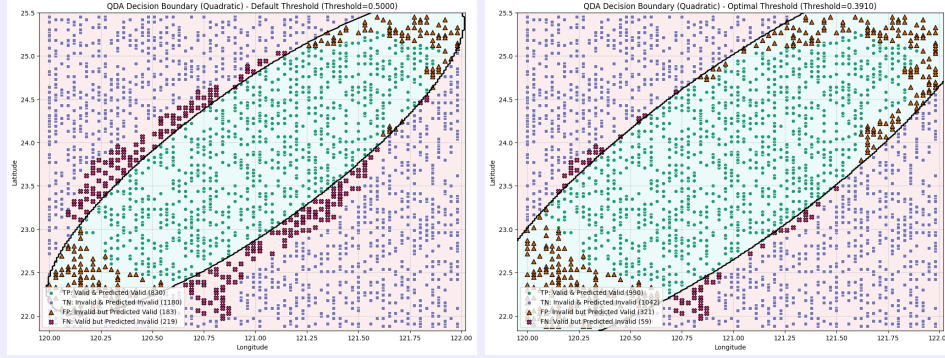 QDA Decision Boundary (Quadratic) - Default Threshold (Threshold=0.5000)
25.5
25.0
24.5
24.0
23.5
23.0
22.5
22.0
Latitude
TP: Valid & Predicted Valid (830)
TN: Invalid & Predicted Invalid (1180)
FP: Invalid but Predicted Valid (183)
FN: Valid but Predicted Invalid (219)
120.00 120.25 120.50 120.75 121.00 121.25 121.50 121.75 122.00
Longitude
QDA Decision Boundary (Quadratic) - Optimal Threshold (Threshold=0.3910)
25.5
25.0
24.5
24.0
23.5
23.0
22.5
22.0
Latitude
TP: Valid & Predicted Valid (990)
TN: Invalid & Predicted Invalid (1042)
FP: Invalid but Predicted Valid (321)
FN: Valid but Predicted Invalid (59)
120.00 120.25 120.50 120.75 121.00 121.25 121.50 121.75 122.00
Longitude